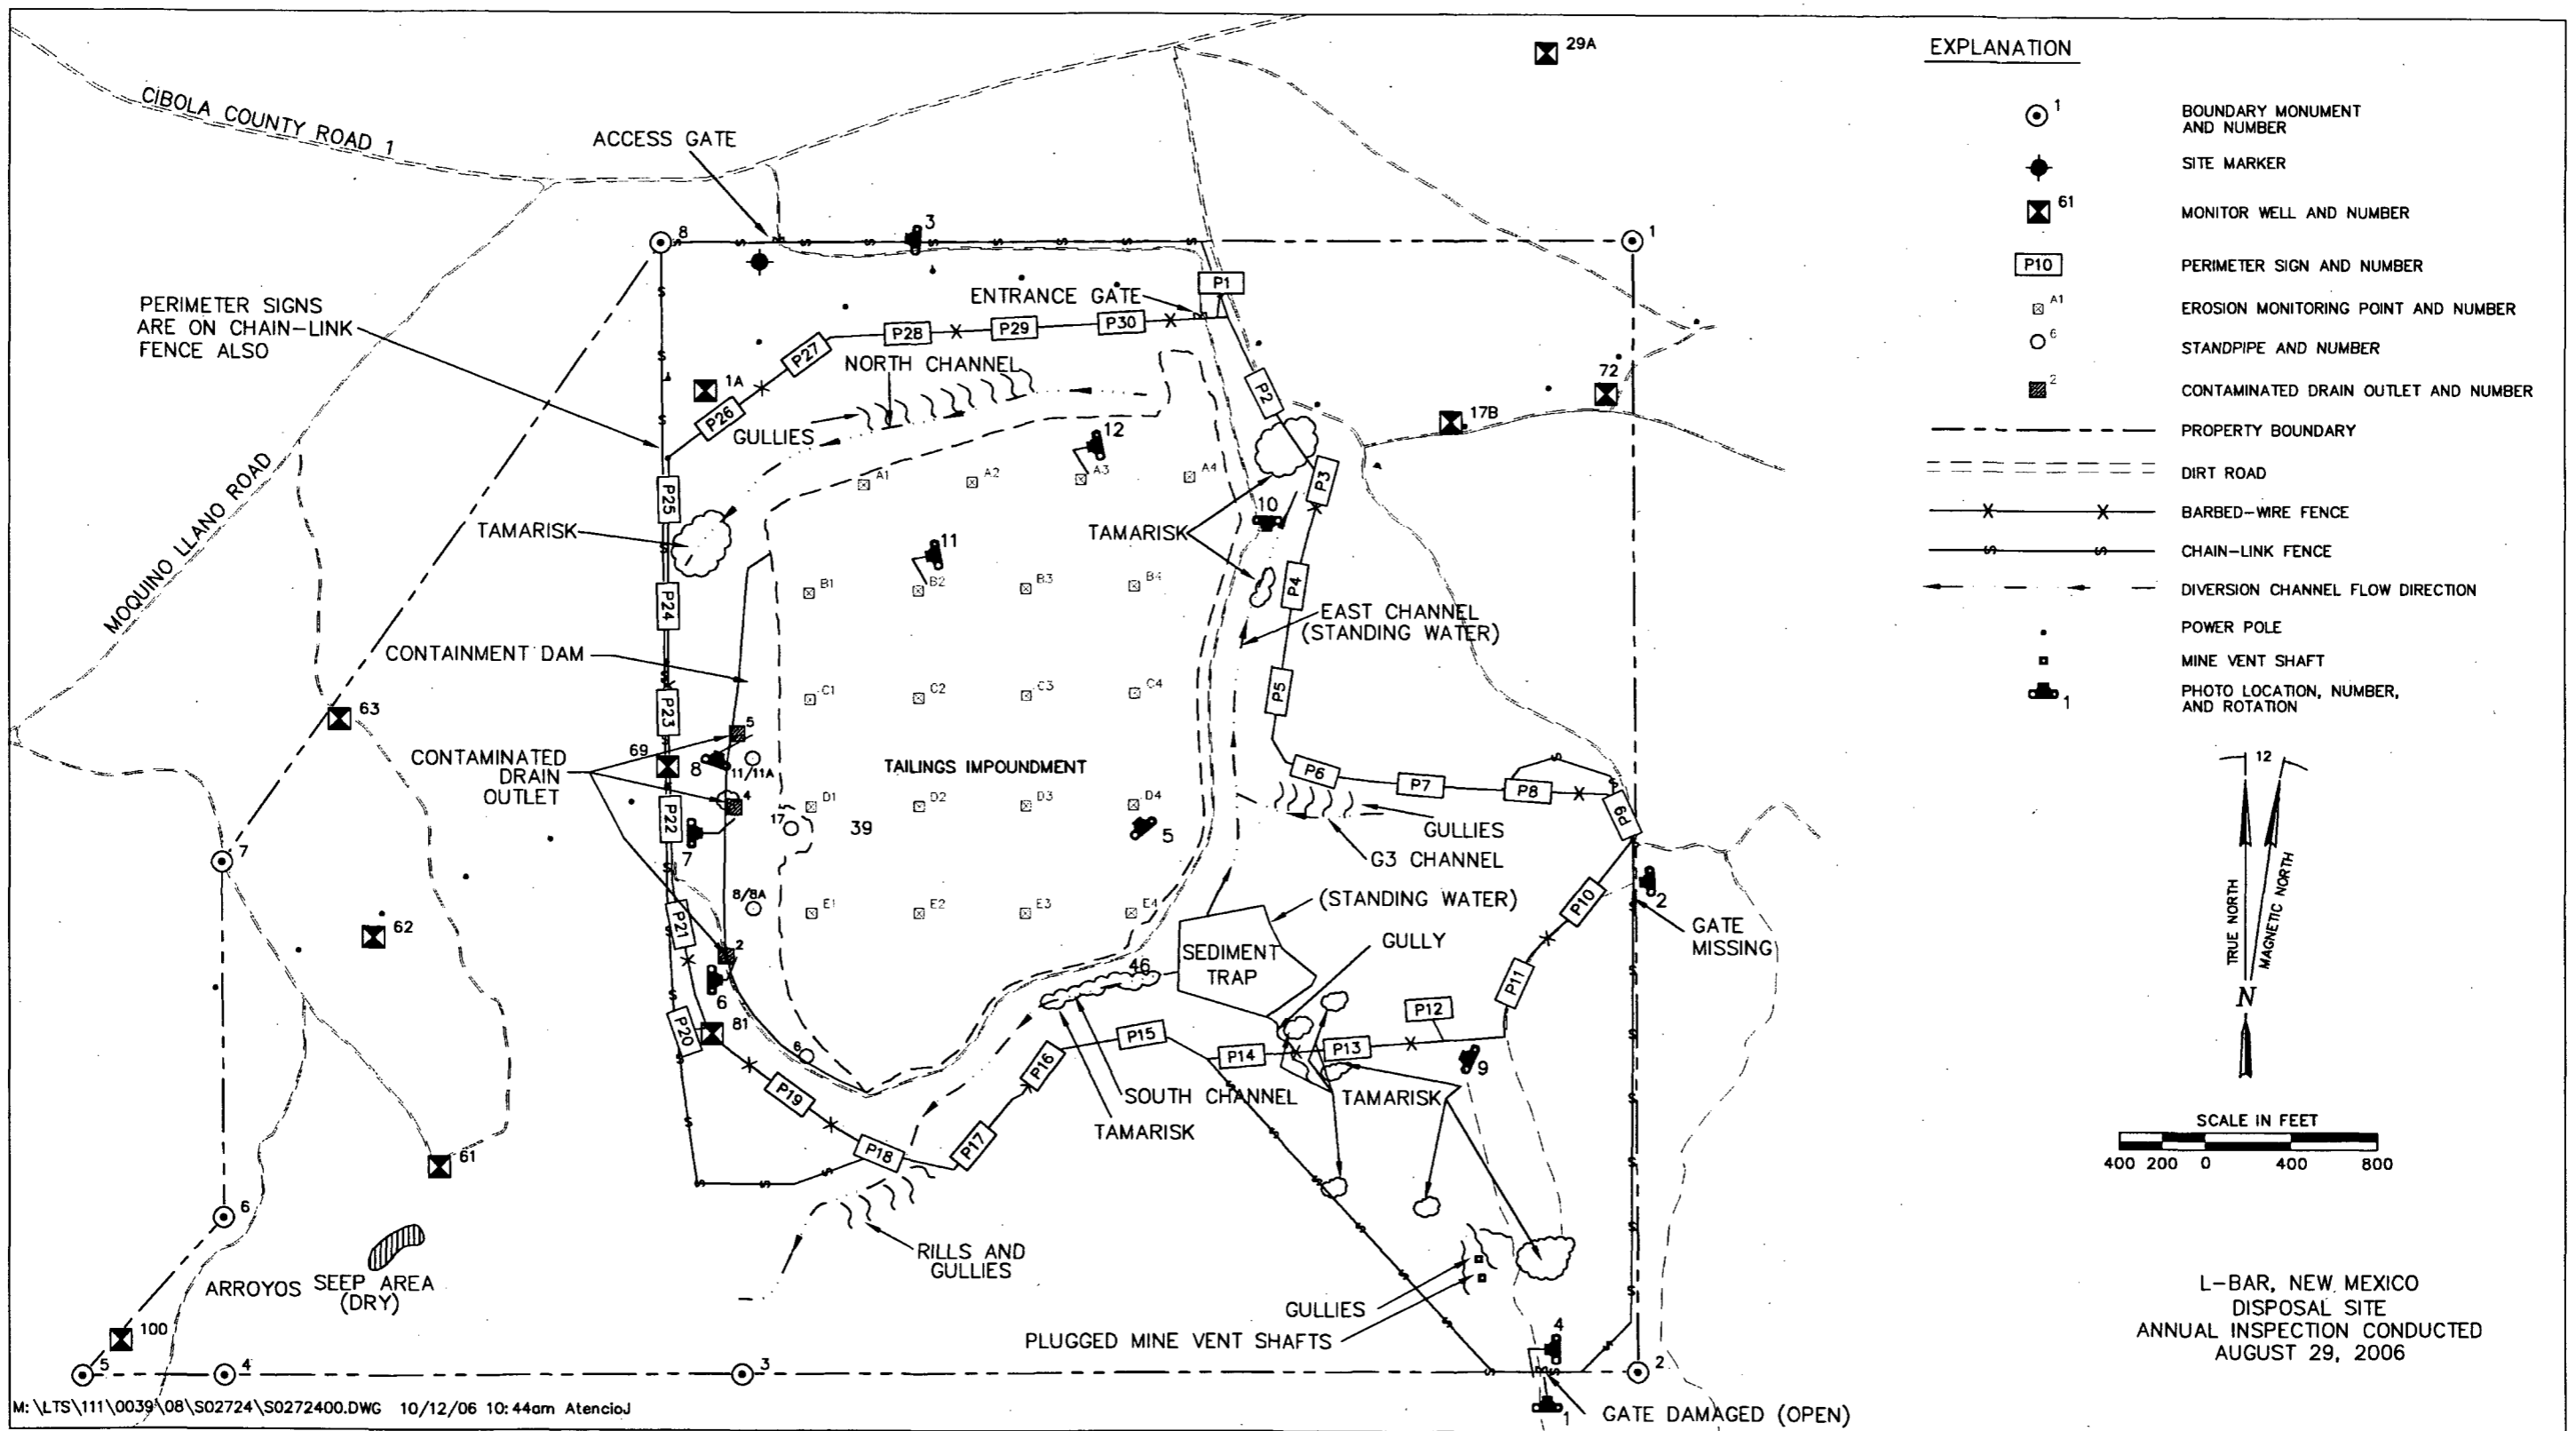 29A
EXPLANATION
1
BOUNDARY MONUMENT
AND NUMBER
SITE MARKER
61
MONITOR WELL AND NUMBER
P10
PERIMETER SIGN AND NUMBER
A1
EROSION MONITORING POINT AND NUMBER
6
STANDPIPE AND NUMBER
2
CONTAMINATED DRAIN OUTLET AND NUMBER
PROPERTY BOUNDARY
DIRT ROAD
X X
BARBED-WIRE FENCE
S S
CHAIN-LINK FENCE
DIVERSION CHANNEL FLOW DIRECTION
POWER POLE
MINE VENT SHAFT
1
PHOTO LOCATION, NUMBER,
AND ROTATION
12
TRUE NORTH
MAGNETIC NORTH
N
SCALE IN FEET
400 200 0 400 800
L-BAR, NEW MEXICO
DISPOSAL SITE
ANNUAL INSPECTION CONDUCTED
AUGUST 29, 2006
CIBOLA COUNTY ROAD 1
ACCESS GATE
8
3
1
PERIMETER SIGNS
ARE ON CHAIN-LINK
FENCE ALSO
ENTRANCE GATE
P1
P28
P29
P30
P27
P26
1A
NORTH CHANNEL
GULLIES
P2
72
17B
12
A1
A2
A3
A4
P3
10
P25
TAMARISK
TAMARISK
MOQUINO LLANO ROAD
11
B1
B2
B3
B4
P24
P4
EAST CHANNEL
(STANDING WATER)
CONTAINMENT DAM
C1
C2
C3
C4
P5
63
P23
5
69
8
11/11A
CONTAMINATED
DRAIN
OUTLET
TAILINGS IMPOUNDMENT
P6
P7
P8
P9
4
D1
D2
D3
D4
P22
17
39
5
7
7
GULLIES
G3 CHANNEL
(STANDING WATER)
2
GATE
MISSING
P10
8/8A
E1
E2
E3
E4
P21
62
2
GULLY
SEDIMENT
TRAP
46
P11
6
P20
81
P12
P15
P14
P13
9
6
P16
P19
SOUTH CHANNEL
TAMARISK
TAMARISK
P18
P17
61
6
RILLS AND
GULLIES
ARROYOS
SEEP AREA
(DRY)
GULLIES
PLUGGED MINE VENT SHAFTS
100
4
5
4
3
2
1
GATE DAMAGED (OPEN)
M:\LTS\111\0039\08\S02724\S0272400.DWG 10/12/06 10:44am AtencioJ